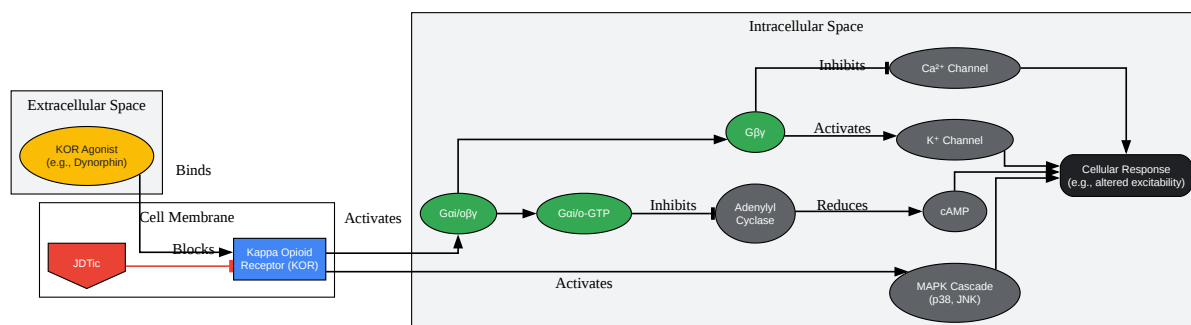 Intracellular Space
Inhibits
Ca²⁺ Channel
Extracellular Space
KOR Agonist
(e.g., Dynorphin)
Gβγ
Activates
K⁺ Channel
Binds
Cellular Response
(e.g., altered excitability)
Cell Membrane
Activates
Gαi/oβγ
Gαi/o-GTP
Inhibits
Adenylyl
Cyclase
Reduces
cAMP
JDTic
Blocks
Kappa Opioid
Receptor (KOR)
Activates
MAPK Cascade
(p38, JNK)